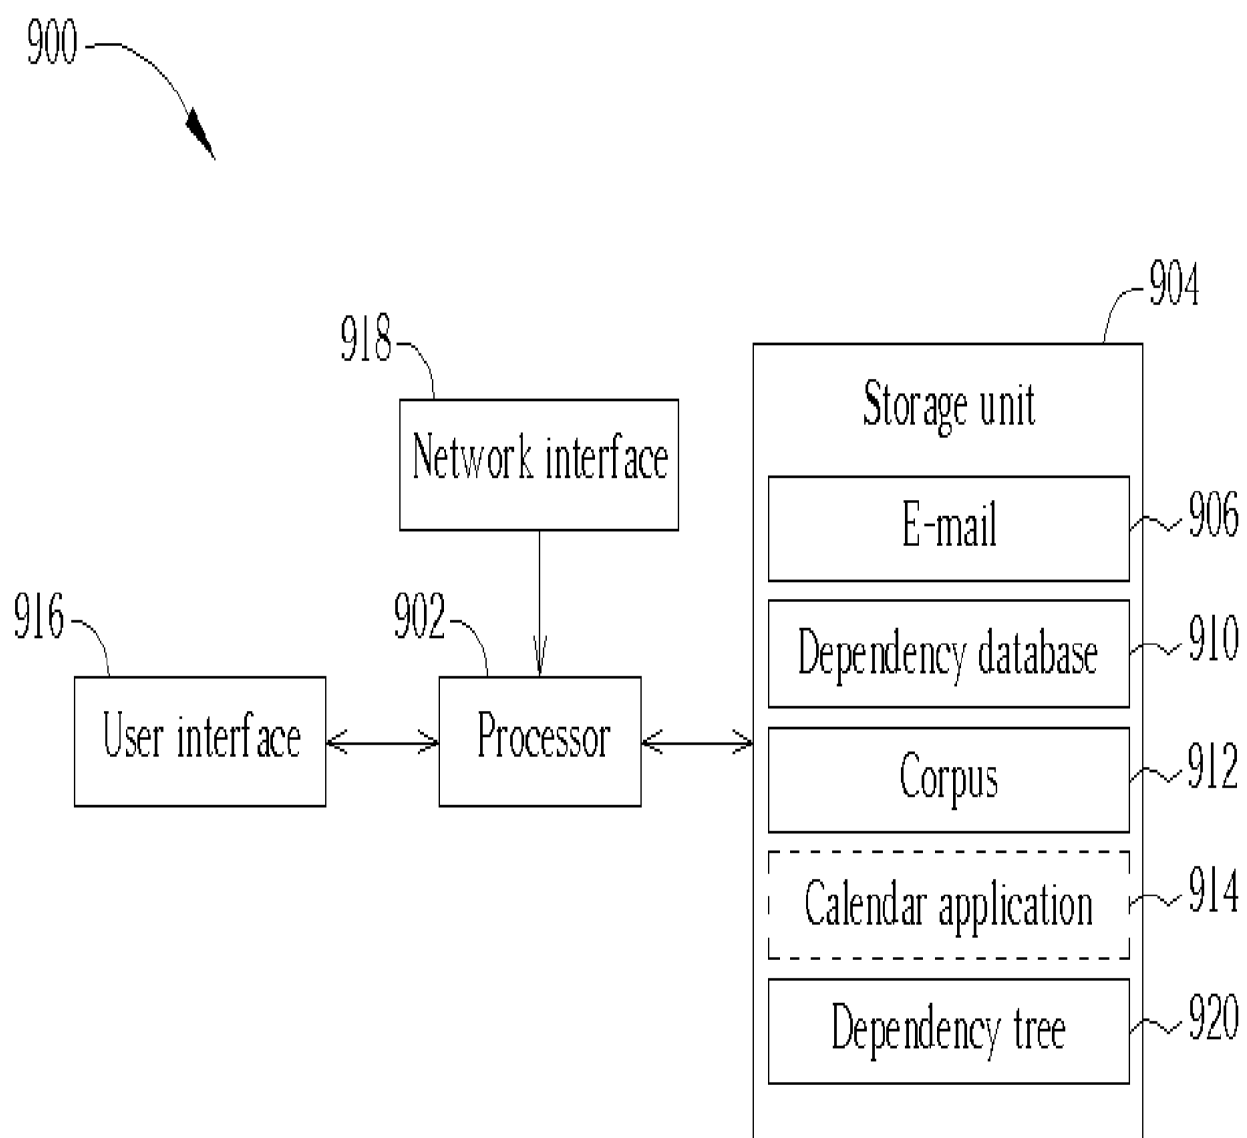 900
904
918
Storage unit
Network interface
E-mail
906
916
902
Dependency database
910
User interface
Processor
Corpus
912
Calendar application
914
Dependency tree
920